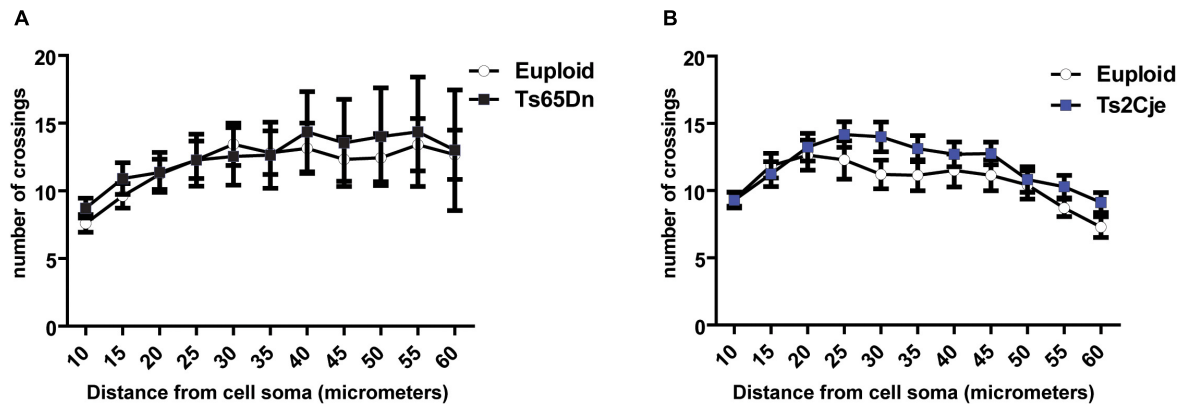 A
20
15
10
5
0
number of crossings
Euploid
Ts65Dn
10 15 20 25 30 35 40 45 50 55 60
Distance from cell soma (micrometers)
B
20
15
10
5
0
number of crossings
Euploid
Ts2Cje
10 15 20 25 30 35 40 45 50 55 60
Distance from cell soma (micrometers)